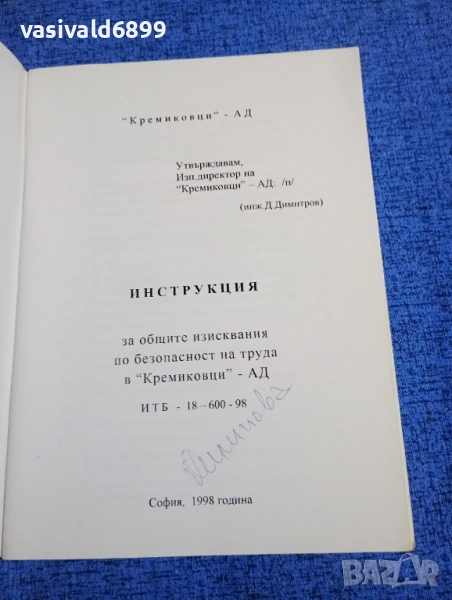 vasivald6899
"Кремиковци" - АД
Утвърждавам,
Изп.директор на
"Кремиковци" – АД: /п/
(инж.Д.Димитров)
ИНСТРУКЦИЯ
за общите изисквания
по безопасност на труда
в "Кремиковци" - АД
ИТБ - 18–600-98
София, 1998 година
BAZAR